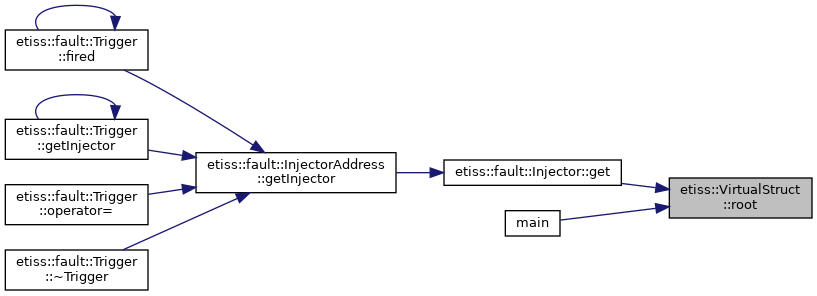 etiss::fault::Trigger
::fired
etiss::fault::Trigger
::getInjector
etiss::fault::Trigger
::operator=
etiss::fault::Trigger
::~Trigger
etiss::fault::InjectorAddress
::getInjector
etiss::fault::Injector::get
main
etiss::VirtualStruct
::root